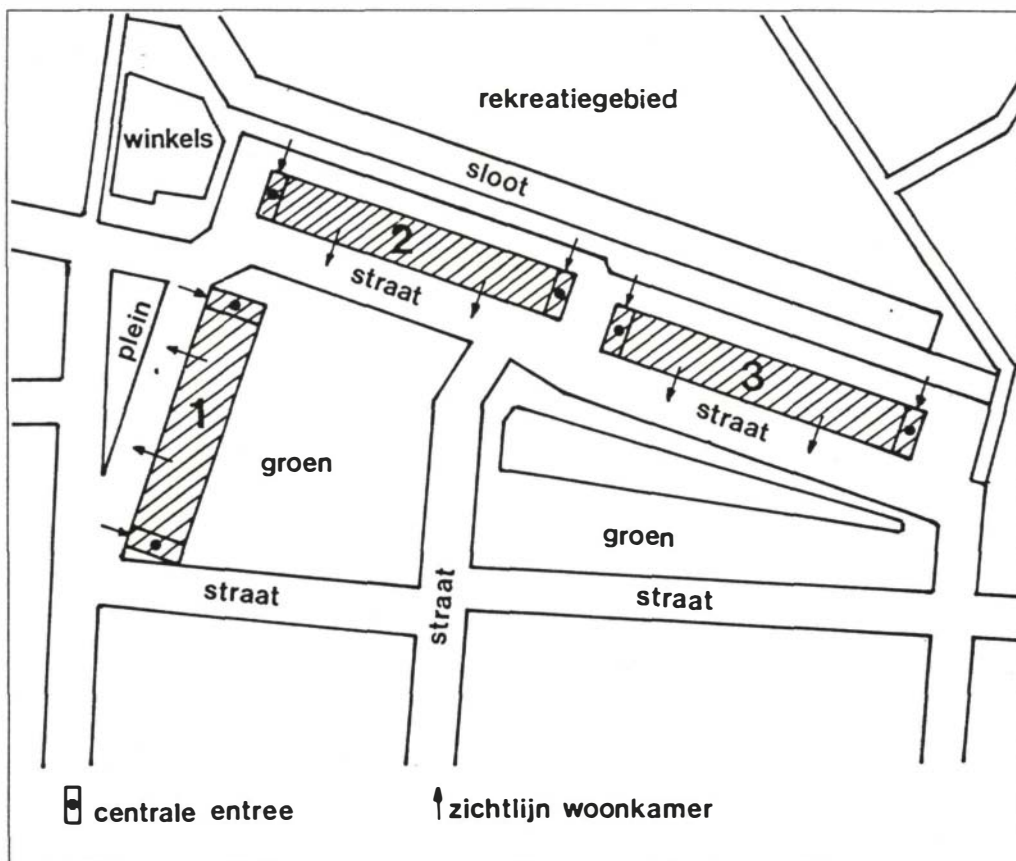 rekreatiegebied
winkels
sloot
2
straat
plein
3
straat
1
groen
groen
straat
straat
straat
centrale entree
zichtlijn woonkamer